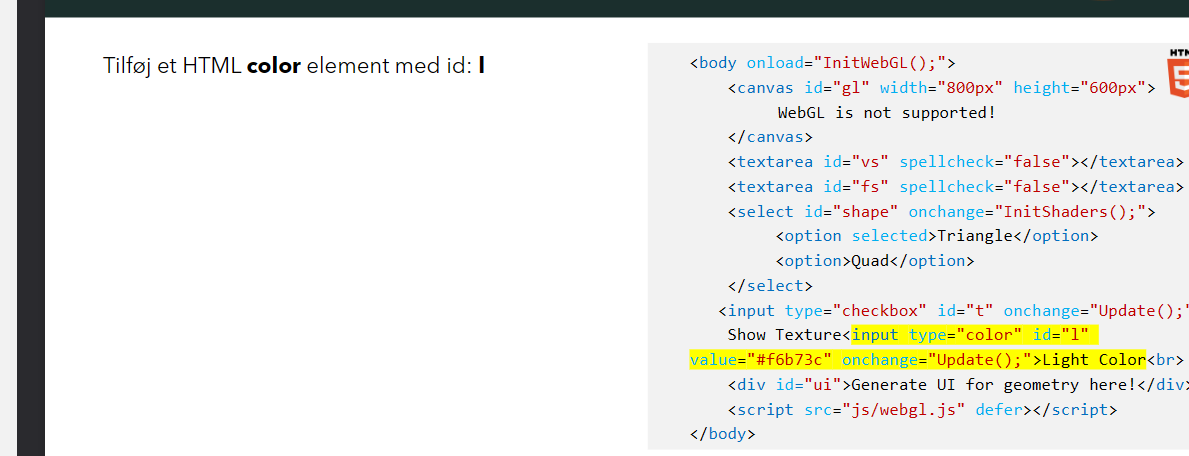 Tilføj et HTML color element med id: l
<body onload="InitWebGL();">
<canvas id="gl" width="800px" height="600px">
WebGL is not supported!
</canvas>
<textarea id="vs" spellcheck="false"></textarea>
<textarea id="fs" spellcheck="false"></textarea>
<select id="shape" onchange="InitShaders();">
<option selected>Triangle</option>
<option>Quad</option>
</select>
<input type="checkbox" id="t" onchange="Update();"
Show Texture<input type="color" id="l"
value="#f6b73c" onchange="Update();">Light Color<br>
<div id="ui">Generate UI for geometry here!</div>
<script src="js/webgl.js" defer></script>
</body>